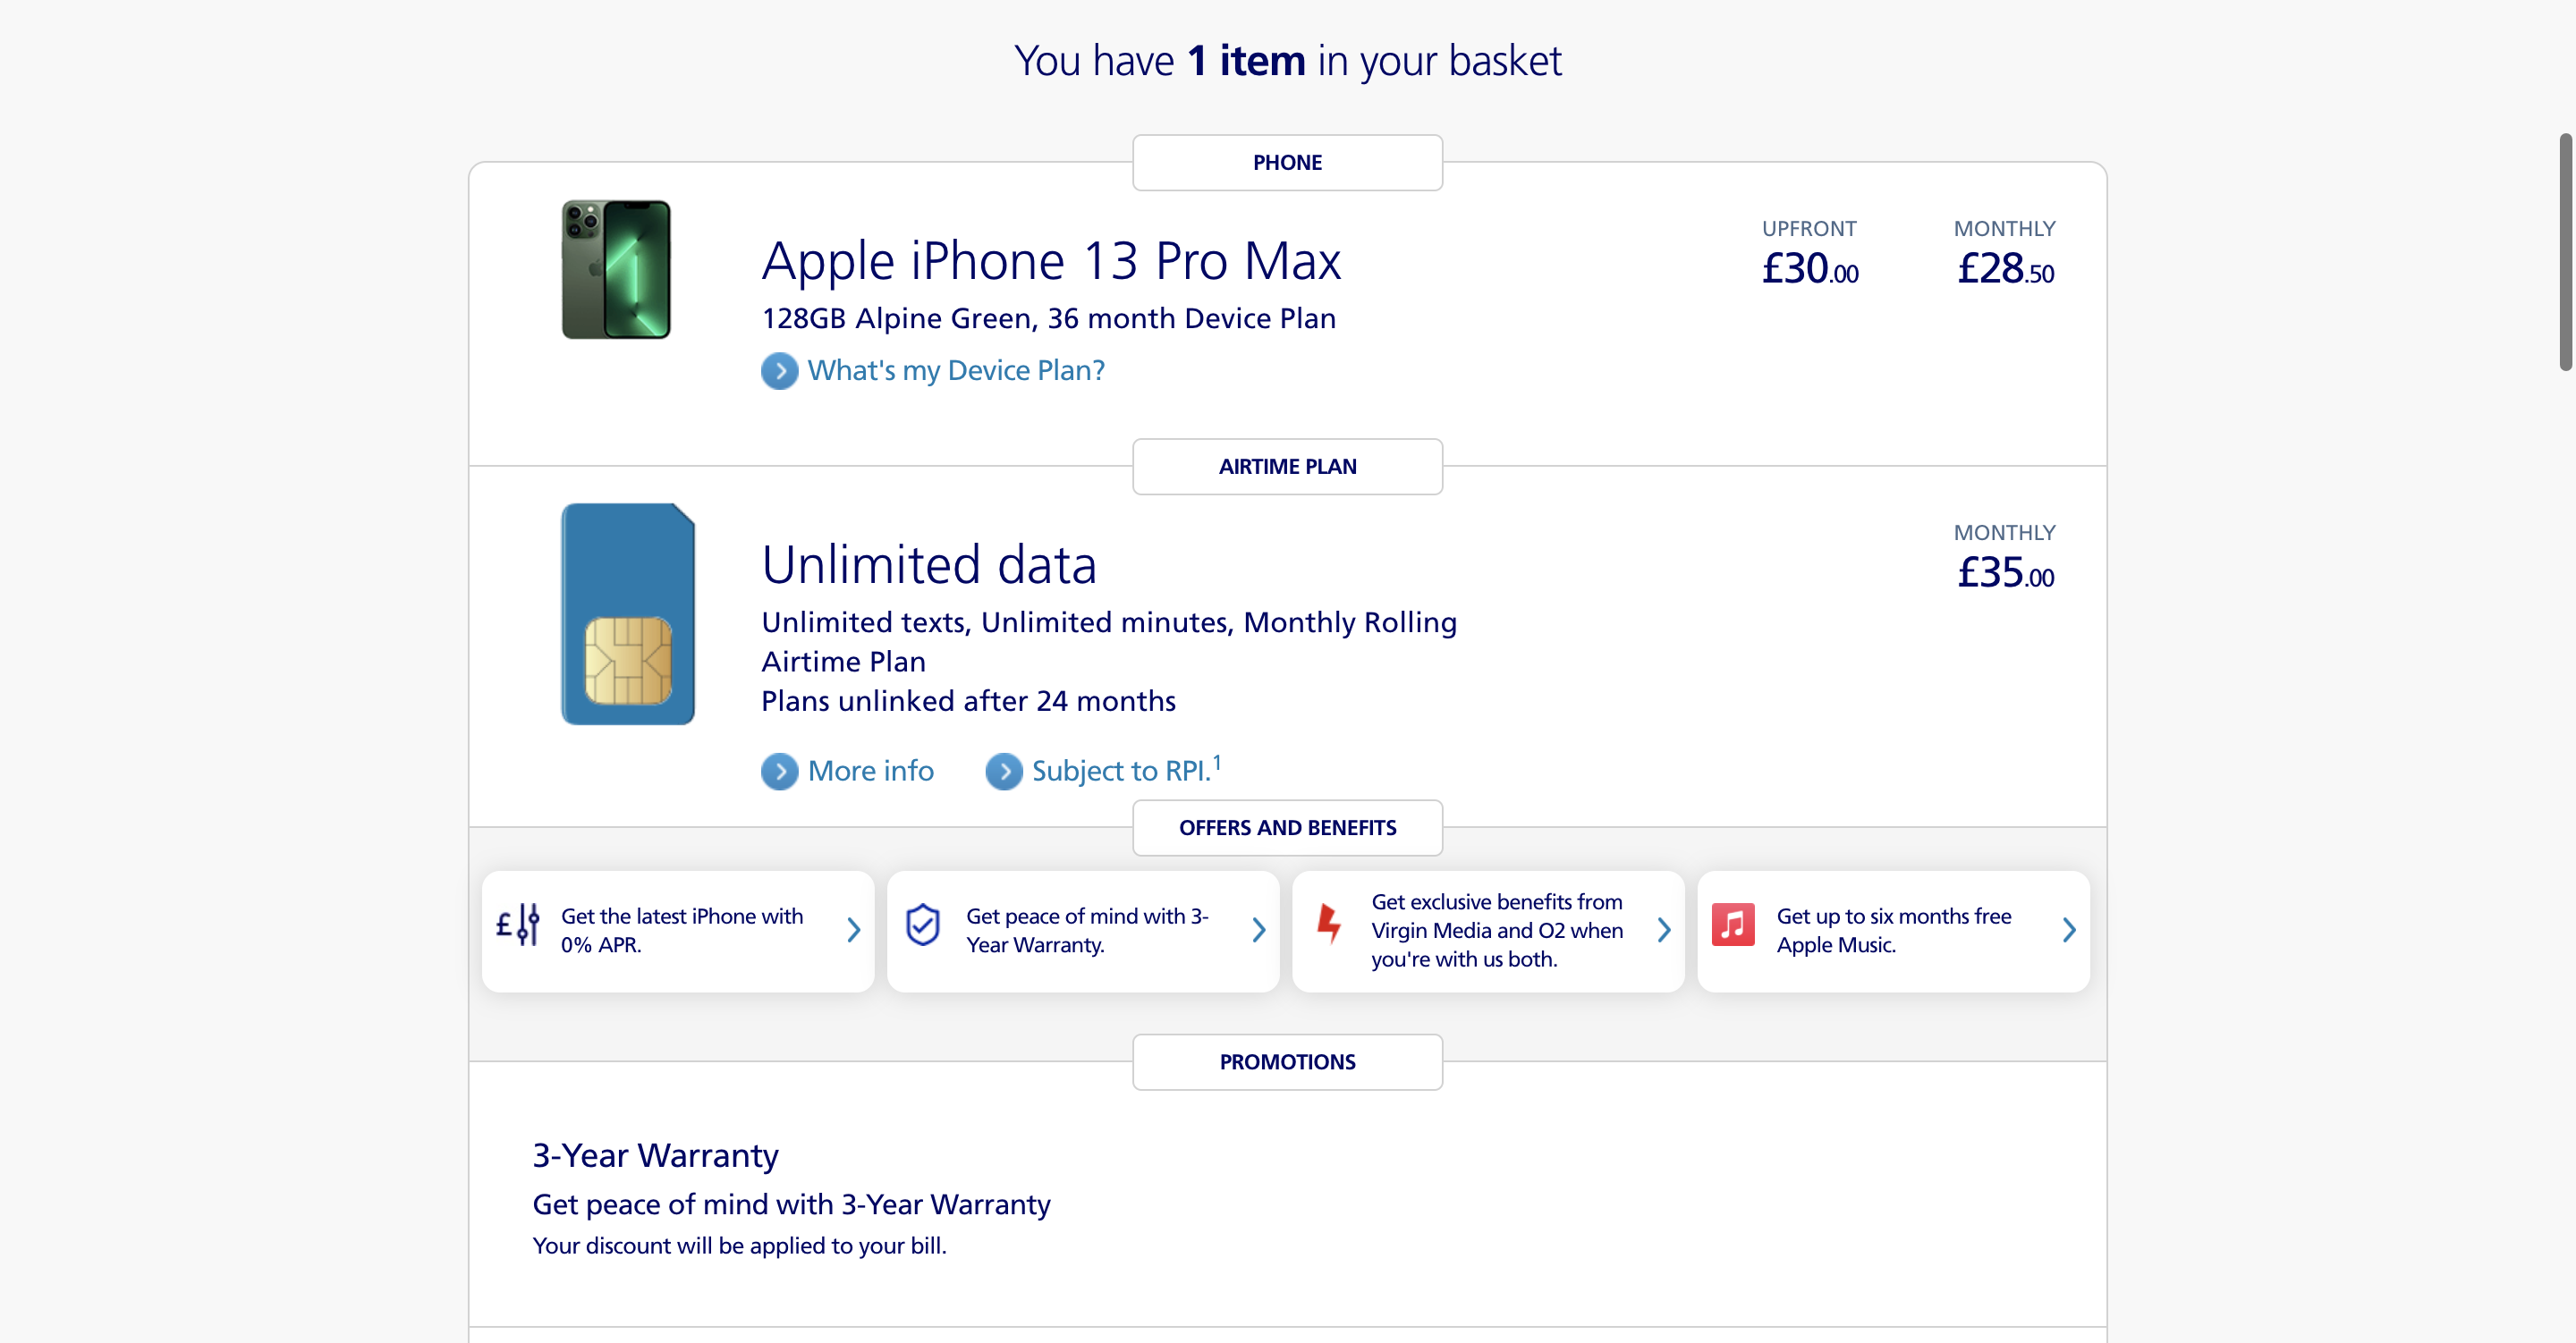 You have 1 item in your basket
PHONE
Apple iPhone 13 Pro Max
128GB Alpine Green, 36 month Device Plan
What's my Device Plan?
UPFRONT
£30.00
MONTHLY
£28.50
AIRTIME PLAN
Unlimited data
Unlimited texts, Unlimited minutes, Monthly Rolling
Airtime Plan
Plans unlinked after 24 months
More info
Subject to RPI.¹
MONTHLY
£35.00
OFFERS AND BENEFITS
£
Get the latest iPhone with
0% APR.
Get peace of mind with 3-
Year Warranty.
Get exclusive benefits from
Virgin Media and O2 when
you're with us both.
Get up to six months free
Apple Music.
PROMOTIONS
3-Year Warranty
Get peace of mind with 3-Year Warranty
Your discount will be applied to your bill.